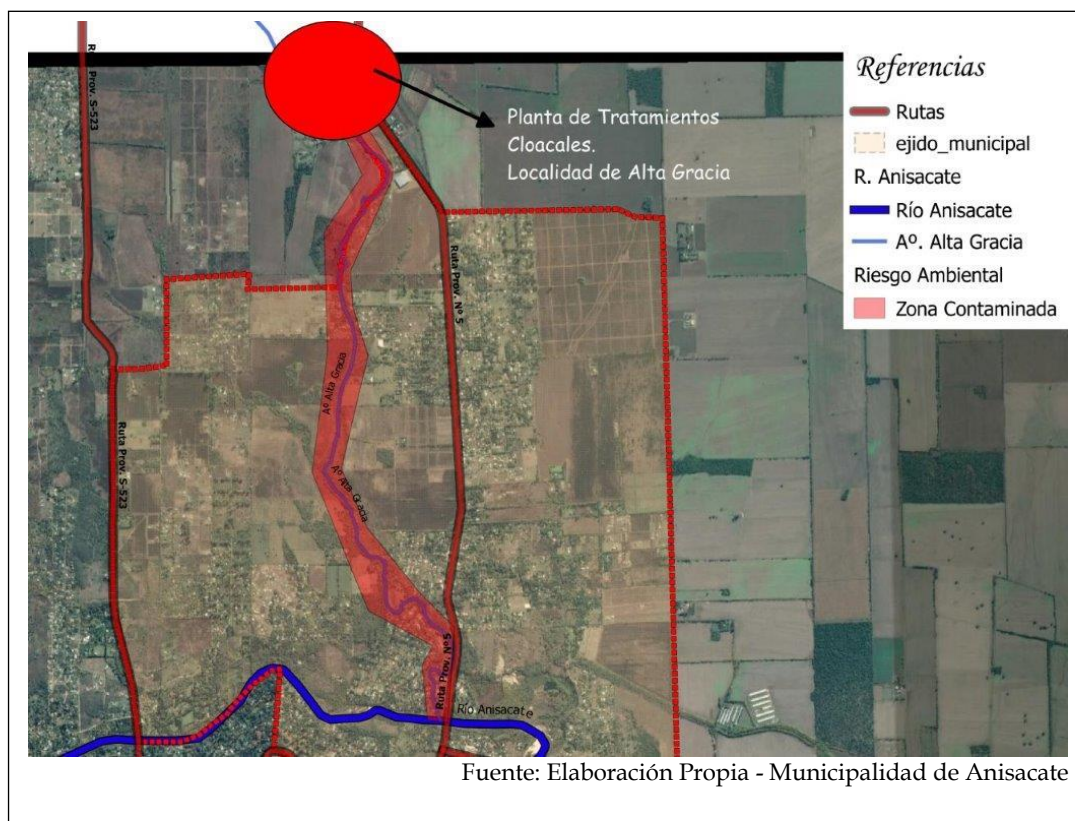 Referencias
Rutas
ejido_municipal
R. Anisacate
Río Anisacate
Aº. Alta Gracia
Riesgo Ambiental
Zona Contaminada
Planta de Tratamientos
Cloacales.
Localidad de Alta Gracia
Prov. S-523
Ruta Prov. Nº 5
Aº Alta Gracia
Aº Alta Gracia
Ruta Prov. S-523
Ruta Prov. Nº 5
Río Anisacate
Fuente: Elaboración Propia - Municipalidad de Anisacate